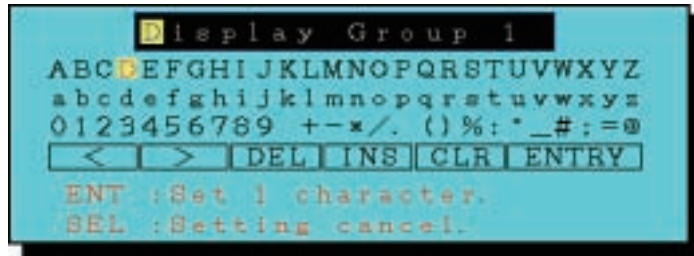 Display Group 1
ABCDEFGHIJKLMNOPQRSTUVWXYZ
abcdefghijklmnopqrstuvwxyz
0123456789 +-*/. ()%:°_#;=@
< > DEL INS CLR ENTRY
ENT :Set 1 character.
SEL :Setting cancel.